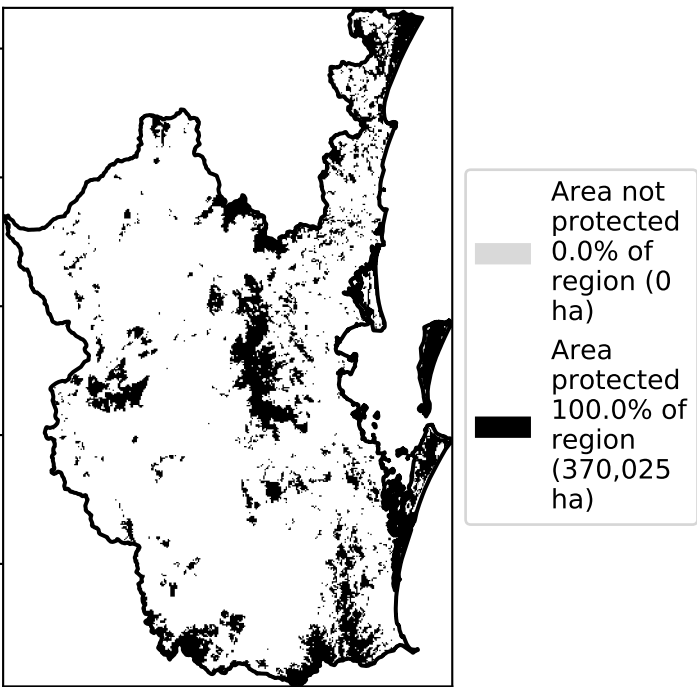 Area not
protected
0.0% of
region (0
ha)
Area
protected
100.0% of
region
(370,025
ha)